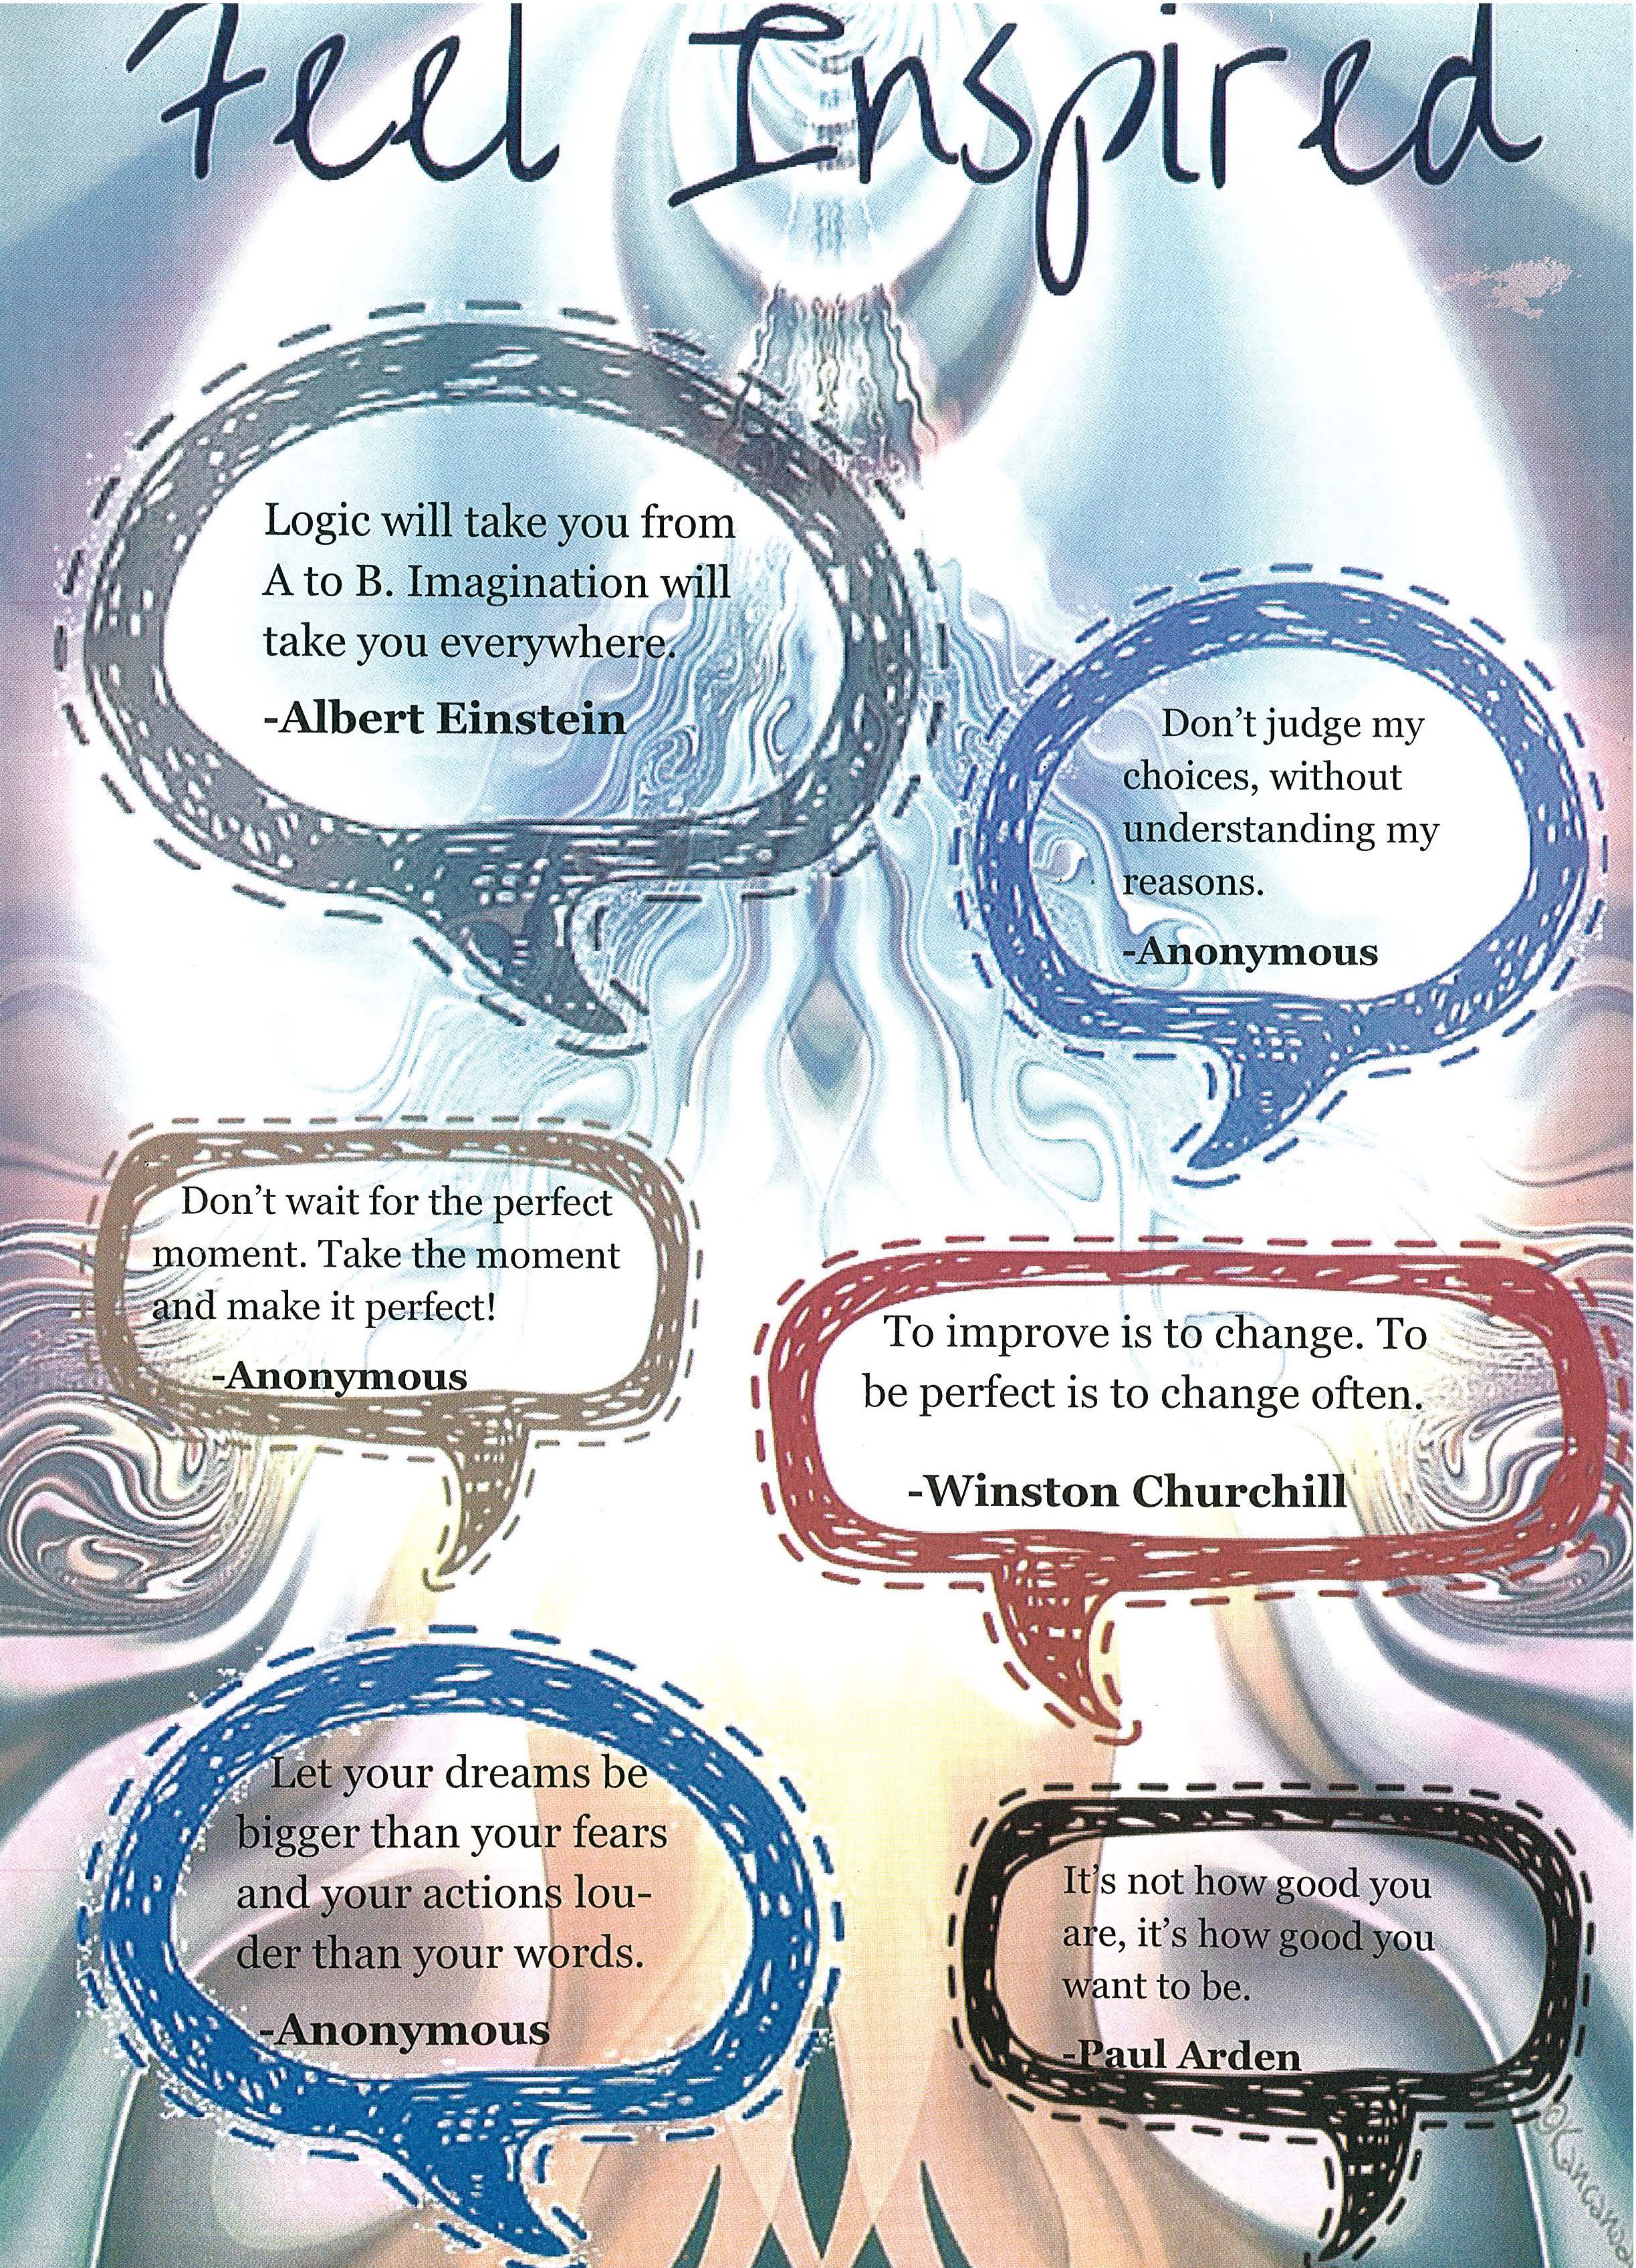 Feel Inspired
Logic will take you from
A to B. Imagination will
take you everywhere.
-Albert Einstein
Don't judge my
choices, without
understanding my
reasons.
-Anonymous
Don't wait for the perfect
moment. Take the moment
and make it perfect!
-Anonymous
To improve is to change. To
be perfect is to change often.
-Winston Churchill
Let your dreams be
bigger than your fears
and your actions lou-
der than your words.
-Anonymous
It's not how good you
are, it's how good you
want to be.
-Paul Arden